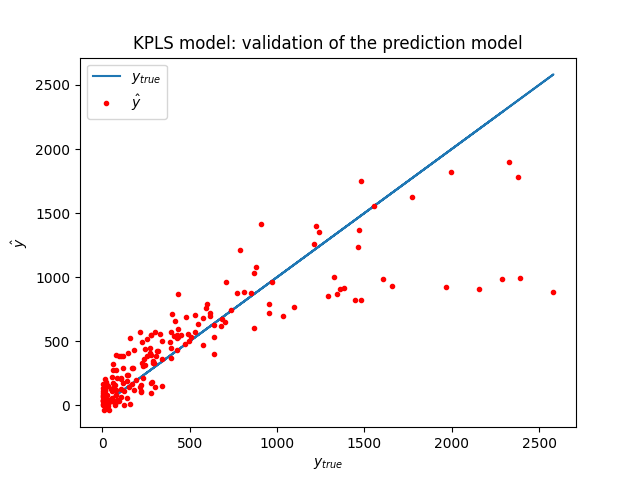 KPLS model: validation of the prediction model
y_true
ŷ
2500
2000
1500
1000
500
0
ŷ
0 500 1000 1500 2000 2500
y_true